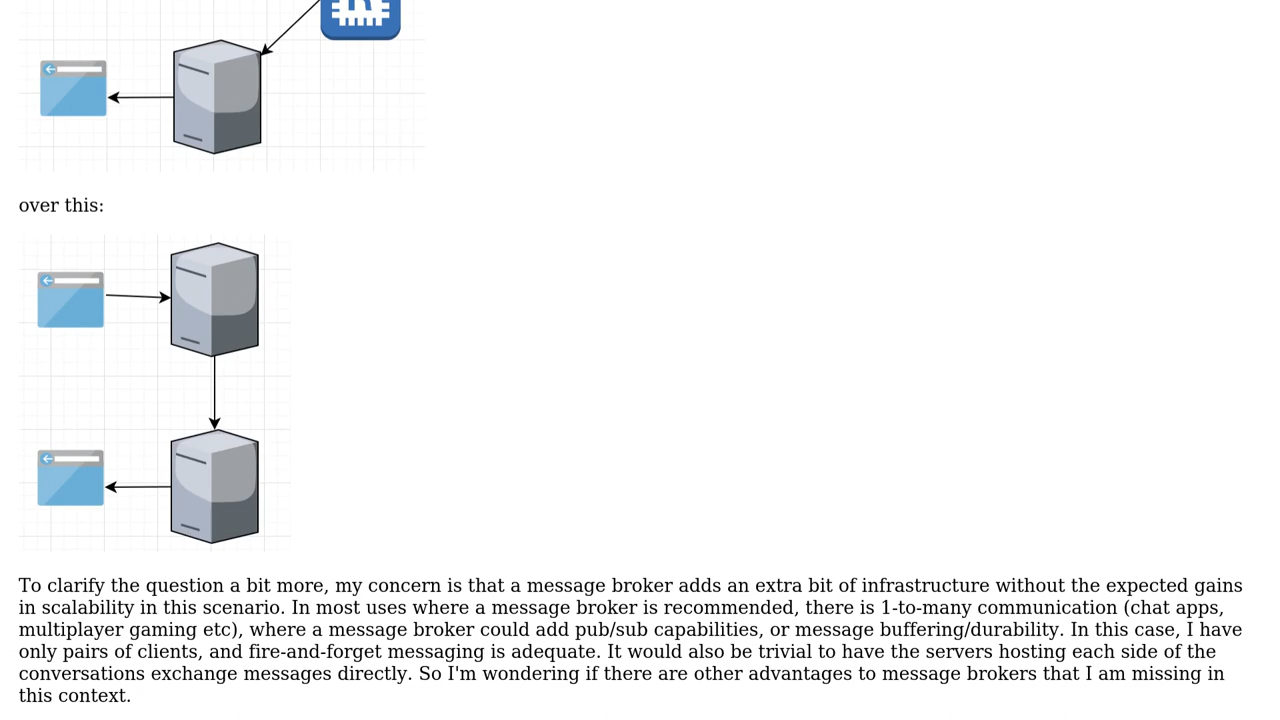 over this:
To clarify the question a bit more, my concern is that a message broker adds an extra bit of infrastructure without the expected gains
in scalability in this scenario. In most uses where a message broker is recommended, there is 1-to-many communication (chat apps,
multiplayer gaming etc), where a message broker could add pub/sub capabilities, or message buffering/durability. In this case, I have
only pairs of clients, and fire-and-forget messaging is adequate. It would also be trivial to have the servers hosting each side of the
conversations exchange messages directly. So I'm wondering if there are other advantages to message brokers that I am missing in
this context.